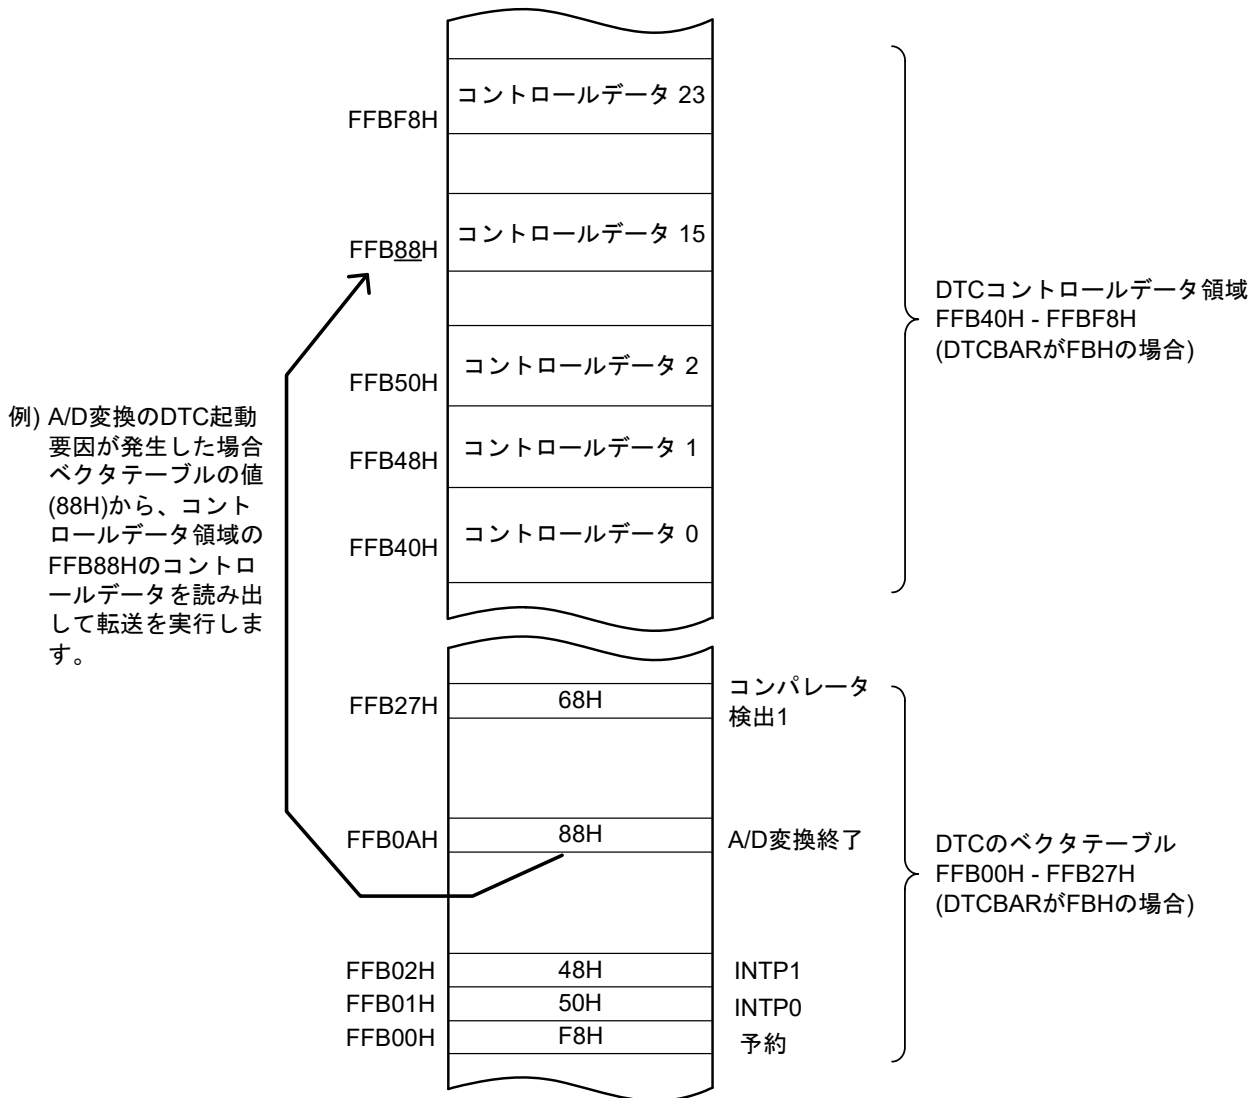 コントロールデータ 23
FFBF8H
コントロールデータ 15
FFB88H
DTCコントロールデータ領域
FFB40H - FFBF8H
(DTCBARがFBHの場合)
コントロールデータ 2
FFB50H
コントロールデータ 1
FFB48H
コントロールデータ 0
FFB40H
例) A/D変換のDTC起動
要因が発生した場合
ベクタテーブルの値
(88H)から、コント
ロールデータ領域の
FFB88Hのコントロ
ールデータを読み出
して転送を実行しま
す。
FFB27H
68H
コンパレータ
検出1
FFB0AH
88H
A/D変換終了
DTCのベクタテーブル
FFB00H - FFB27H
(DTCBARがFBHの場合)
FFB02H
48H
INTP1
FFB01H
50H
INTP0
FFB00H
F8H
予約